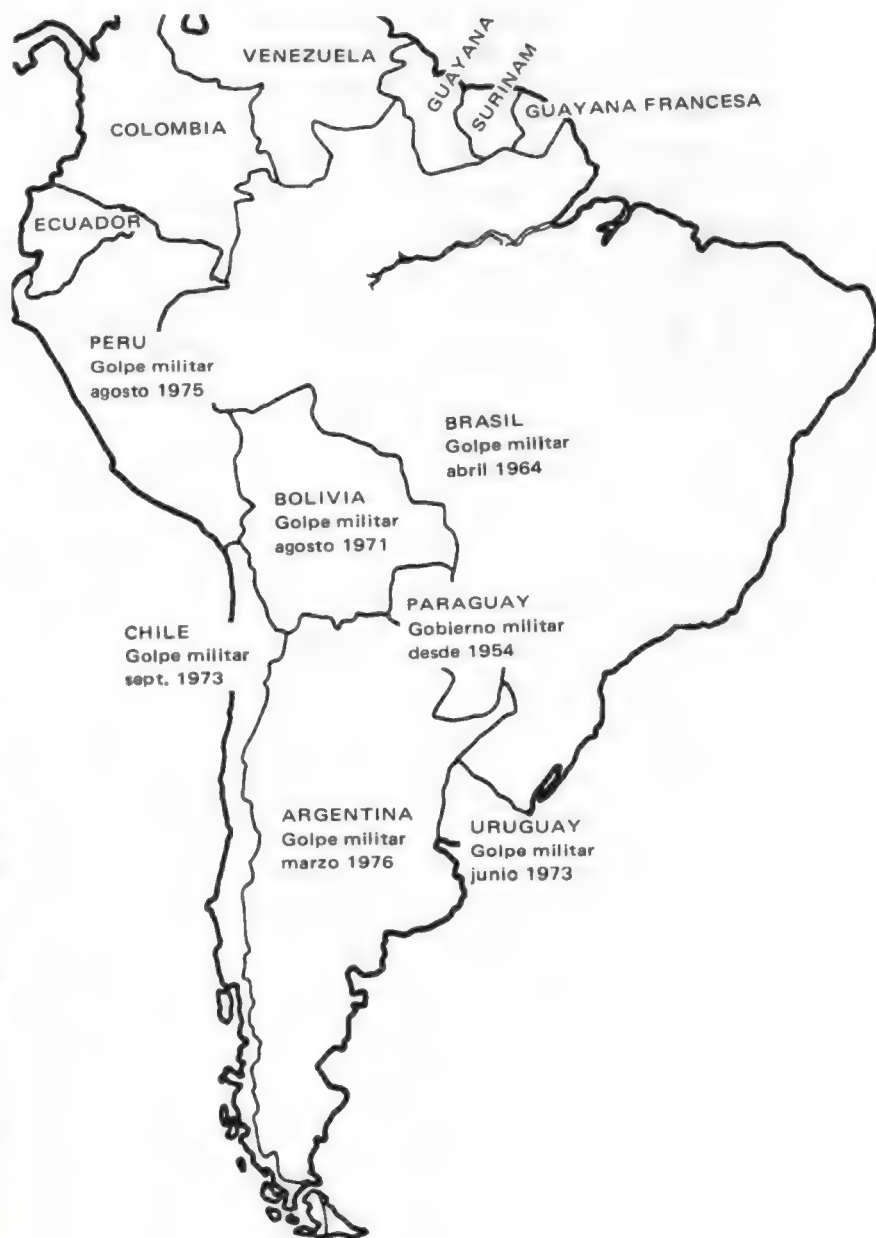 VENEZUELA
GUAYANA
SURINAM
GUAYANA FRANCESA
COLOMBIA
ECUADOR
PERU
Golpe militar
agosto 1975
BRASIL
Golpe militar
abril 1964
BOLIVIA
Golpe militar
agosto 1971
PARAGUAY
Gobierno militar
desde 1954
CHILE
Golpe militar
sept. 1973
ARGENTINA
Golpe militar
marzo 1976
URUGUAY
Golpe militar
junio 1973